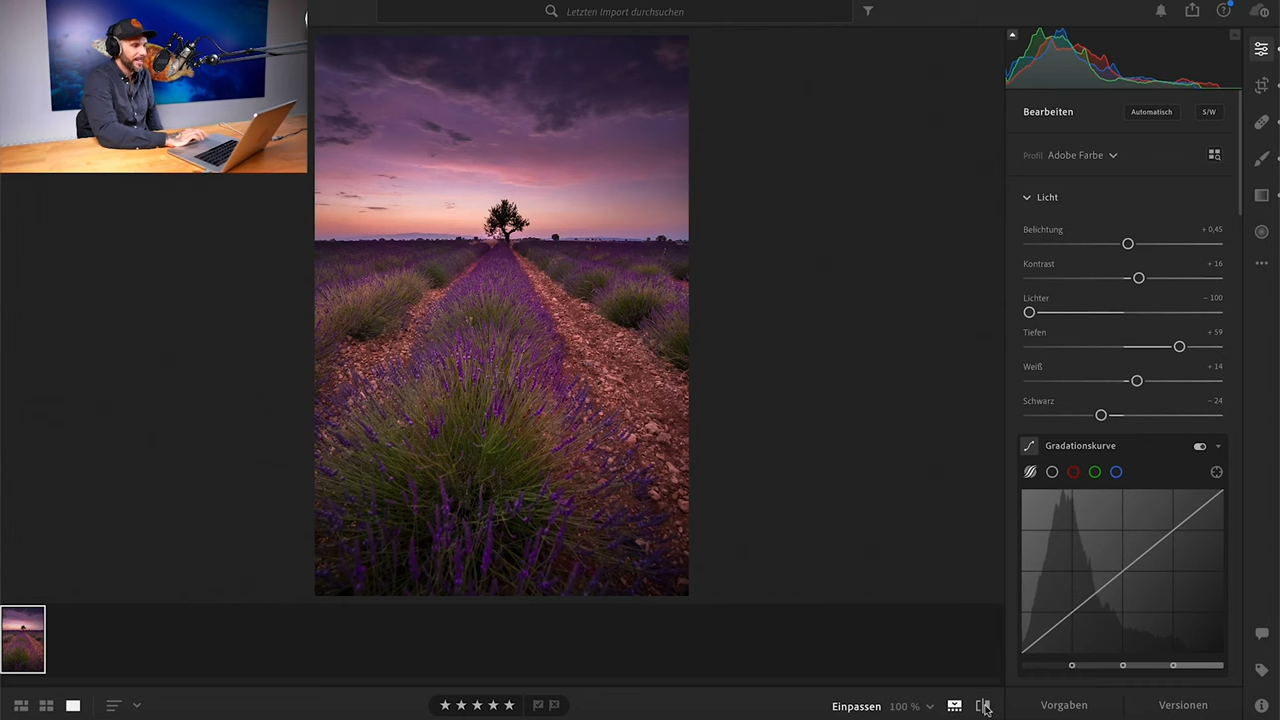 Letzten Import durchsuchen
Bearbeiten
Automatisch
S/W
Profil Adobe Farbe
Licht
Belichtung + 0,45
Kontrast + 16
Lichter − 100
Tiefen + 59
Weiß + 14
Schwarz − 24
Gradationskurve
Einpassen 100 %
Vorgaben
Versionen